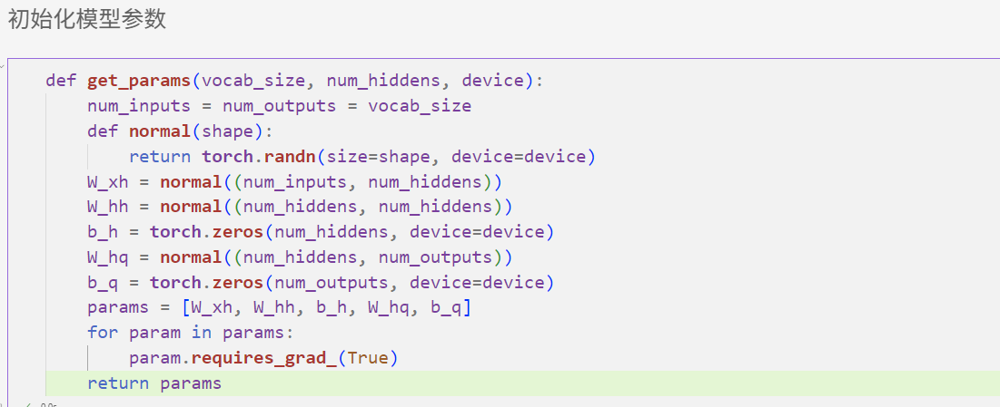 初始化模型参数
def get_params(vocab_size, num_hiddens, device):
    num_inputs = num_outputs = vocab_size
    def normal(shape):
        return torch.randn(size=shape, device=device)
    W_xh = normal((num_inputs, num_hiddens))
    W_hh = normal((num_hiddens, num_hiddens))
    b_h = torch.zeros(num_hiddens, device=device)
    W_hq = normal((num_hiddens, num_outputs))
    b_q = torch.zeros(num_outputs, device=device)
    params = [W_xh, W_hh, b_h, W_hq, b_q]
    for param in params:
        param.requires_grad_(True)
    return params